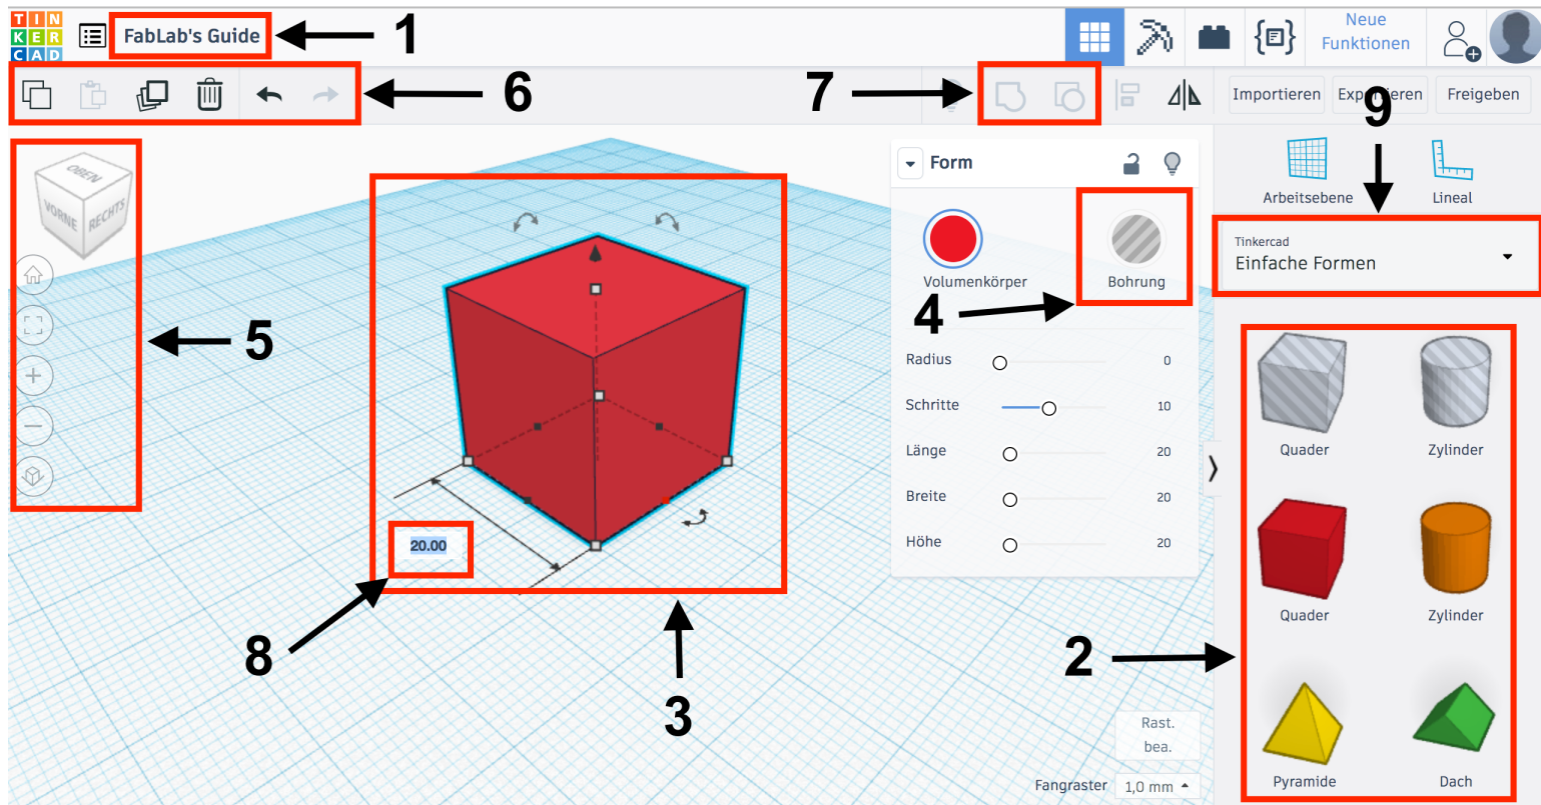 TIN
KER
CAD
FabLab's Guide
1
Neue
Funktionen
6
7
Importieren
Exportieren
Freigeben
9
OBEN
VORNE
RECHTS
5
Form
Volumenkörper
Bohrung
4
Radius
0
Schritte
10
Länge
20
Breite
20
Höhe
20
Arbeitsebene
Lineal
Tinkercad
Einfache Formen
Quader
Zylinder
Quader
Zylinder
Pyramide
Dach
20.00
8
3
2
Rast.
bea.
Fangraster
1,0 mm